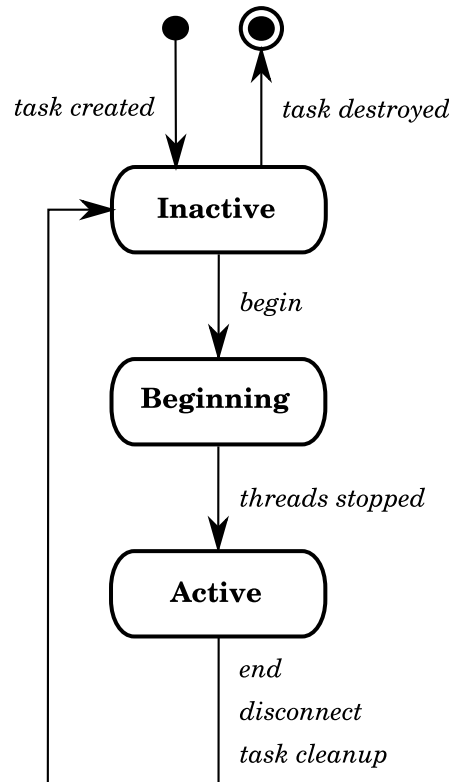 task created
task destroyed
Inactive
begin
Beginning
threads stopped
Active
end
disconnect
task cleanup